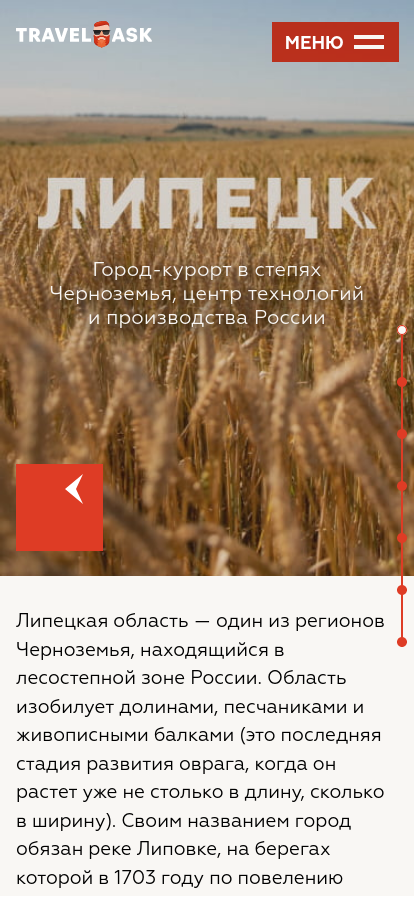 TRAVEL ASK
МЕНЮ
ЛИПЕЦК
Город-курорт в степях
Черноземья, центр технологий
и производства России
Липецкая область — один из регионов
Черноземья, находящийся в
лесостепной зоне России. Область
изобилует долинами, песчаниками и
живописными балками (это последняя
стадия развития оврага, когда он
растет уже не столько в длину, сколько
в ширину). Своим названием город
обязан реке Липовке, на берегах
которой в 1703 году по повелению